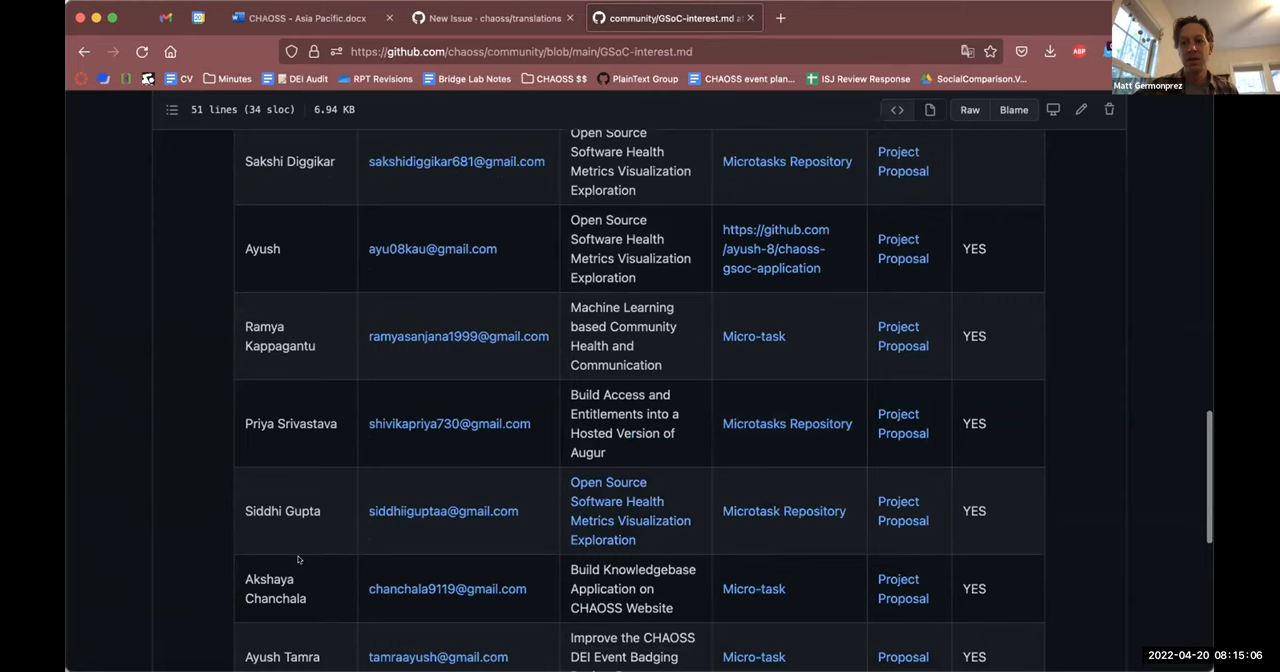 CHAOSS - Asia Pacific.docx
New Issue · chaoss/translations
community/GSoC-interest.md a
https://github.com/chaoss/community/blob/main/GSoC-interest.md
ABP
CV
Minutes
DEI Audit
RPT Revisions
Bridge Lab Notes
CHAOSS $$
PlainText Group
CHAOSS event plan...
ISJ Review Response
SocialComparison.V...
Matt Germonprez
51 lines (34 sloc)
6.94 KB
Raw
Blame
Sakshi Diggikar
sakshidiggikar681@gmail.com
Open Source
Software Health
Metrics Visualization
Exploration
Microtasks Repository
Project
Proposal
Ayush
ayu08kau@gmail.com
Open Source
Software Health
Metrics Visualization
Exploration
https://github.com
/ayush-8/chaoss-
gsoc-application
Project
Proposal
YES
Ramya
Kappagantu
ramyasanjana1999@gmail.com
Machine Learning
based Community
Health and
Communication
Micro-task
Project
Proposal
YES
Priya Srivastava
shivikapriya730@gmail.com
Build Access and
Entitlements into a
Hosted Version of
Augur
Microtasks Repository
Project
Proposal
YES
Siddhi Gupta
siddhiiguptaa@gmail.com
Open Source
Software Health
Metrics Visualization
Exploration
Microtask Repository
Project
Proposal
YES
Akshaya
Chanchala
chanchala9119@gmail.com
Build Knowledgebase
Application on
CHAOSS Website
Micro-task
Project
Proposal
YES
Ayush Tamra
tamraayush@gmail.com
Improve the CHAOSS
DEI Event Badging
Micro-task
Project
YES
2022-04-20 08:15:06